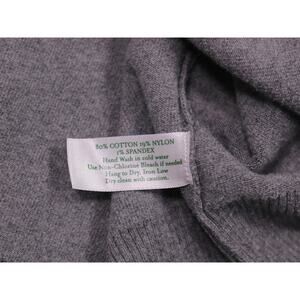 80% COTTON 19% NYLON
1% SPANDEX
Hand Wash in cold water
Use Non-Chlorine Bleach if needed
Hang to Dry, Iron Low
Dry clean with caution.